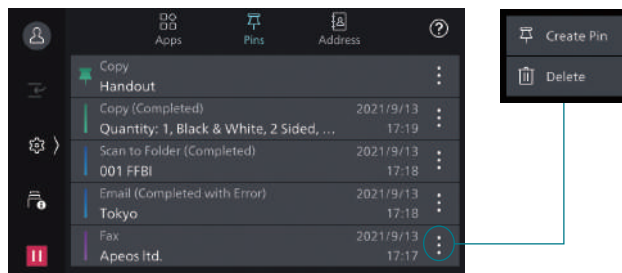 Apps
Pins
Address
Copy
Handout
Copy (Completed) 2021/9/13
Quantity: 1, Black & White, 2 Sided, ... 17:19
Scan to Folder (Completed) 2021/9/13
001 FFBI 17:18
Email (Completed with Error) 2021/9/13
Tokyo 17:18
Fax 2021/9/13
Apeos ltd. 17:17
Create Pin
Delete